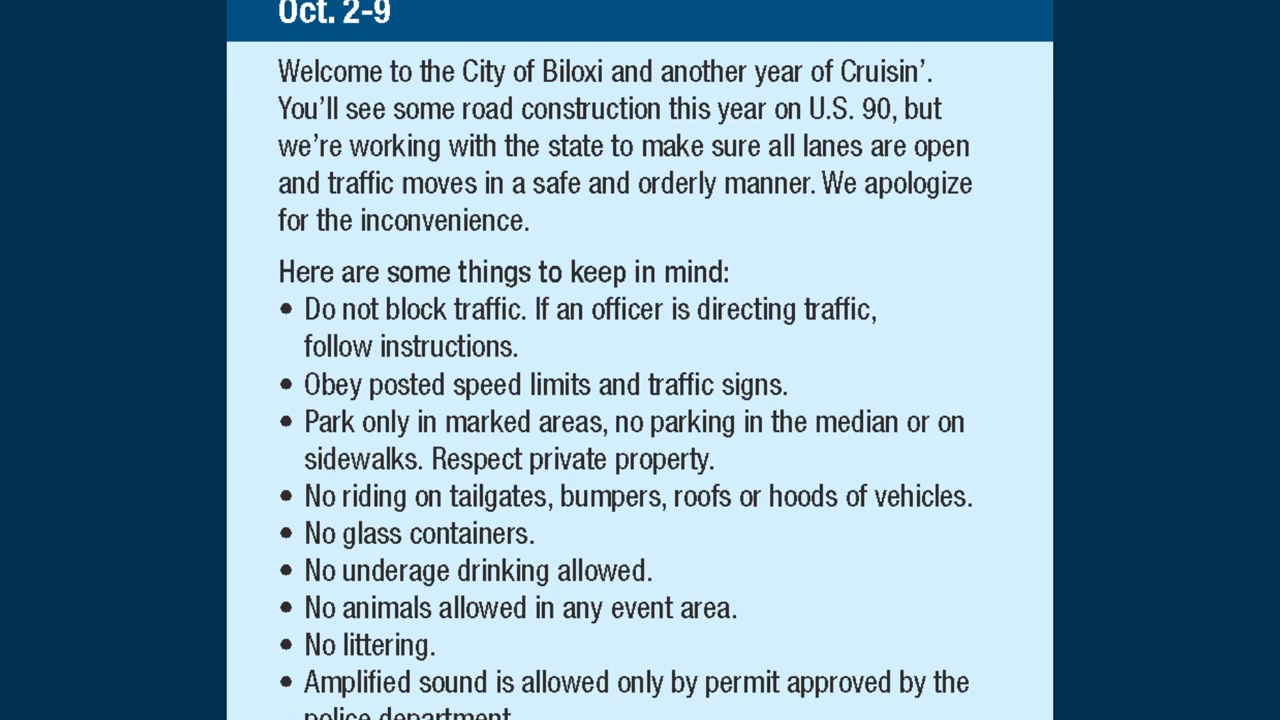 Oct. 2-9
Welcome to the City of Biloxi and another year of Cruisin’.
You’ll see some road construction this year on U.S. 90, but
we’re working with the state to make sure all lanes are open
and traffic moves in a safe and orderly manner. We apologize
for the inconvenience.
Here are some things to keep in mind:
• Do not block traffic. If an officer is directing traffic,
follow instructions.
• Obey posted speed limits and traffic signs.
• Park only in marked areas, no parking in the median or on
sidewalks. Respect private property.
• No riding on tailgates, bumpers, roofs or hoods of vehicles.
• No glass containers.
• No underage drinking allowed.
• No animals allowed in any event area.
• No littering.
• Amplified sound is allowed only by permit approved by the
police department.